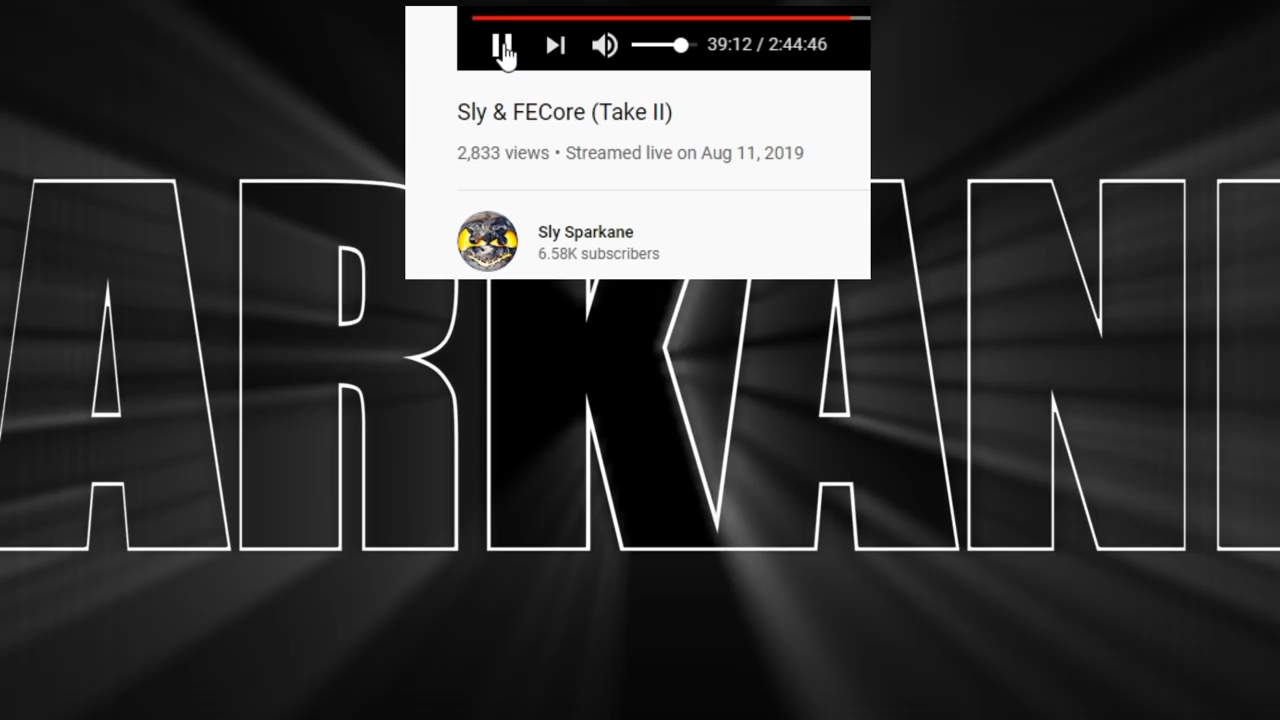 39:12 / 2:44:46
Sly & FECore (Take II)
2,833 views • Streamed live on Aug 11, 2019
Sly Sparkane
6.58K subscribers
ARKAN